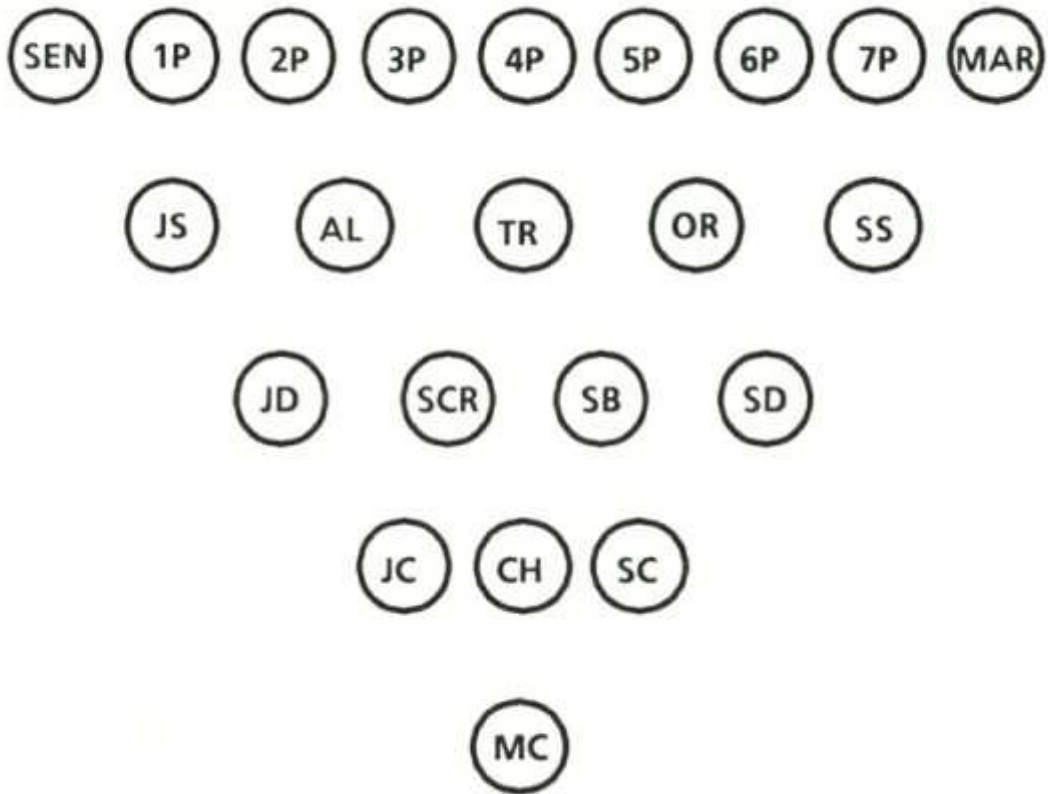 SEN 1P 2P 3P 4P 5P 6P 7P MAR
JS AL TR OR SS
JD SCR SB SD
JC CH SC
MC